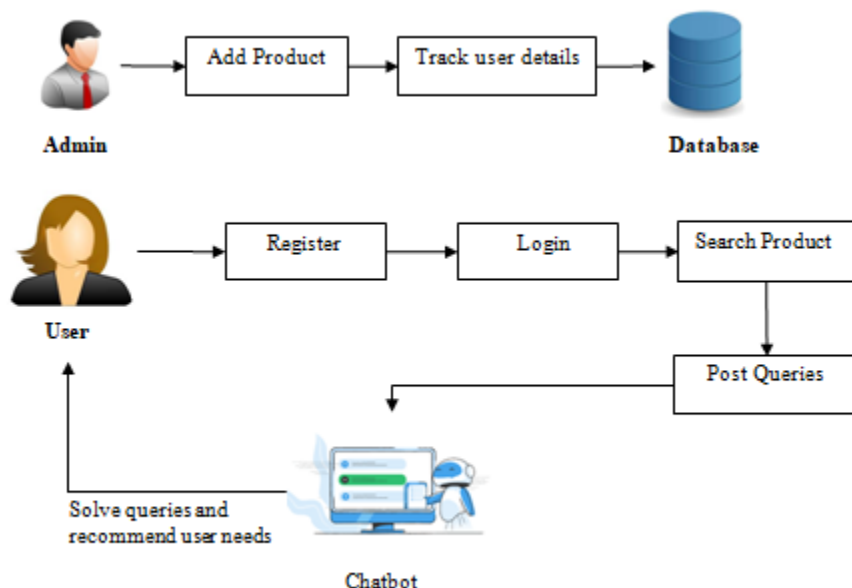 Add Product
Track user details
Admin
Database
Register
Login
Search Product
User
Post Queries
Solve queries and
recommend user needs
Chatbot